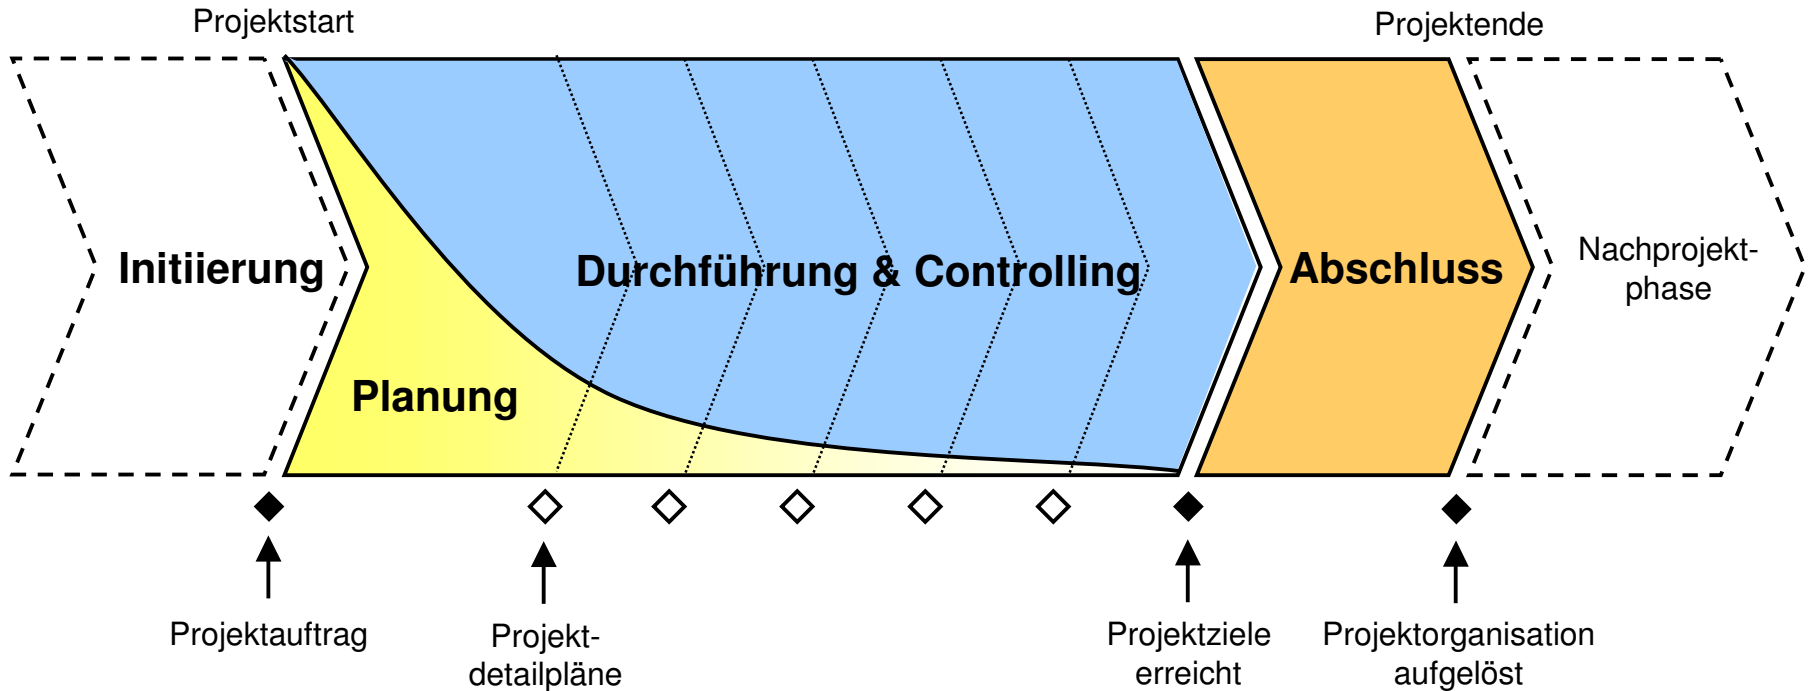 Projektstart
Projektende
Initiierung
Planung
Durchführung & Controlling
Abschluss
Nachprojekt-
phase
Projektauftrag
Projekt-
detailpläne
Projektziele
erreicht
Projektorganisation
aufgelöst